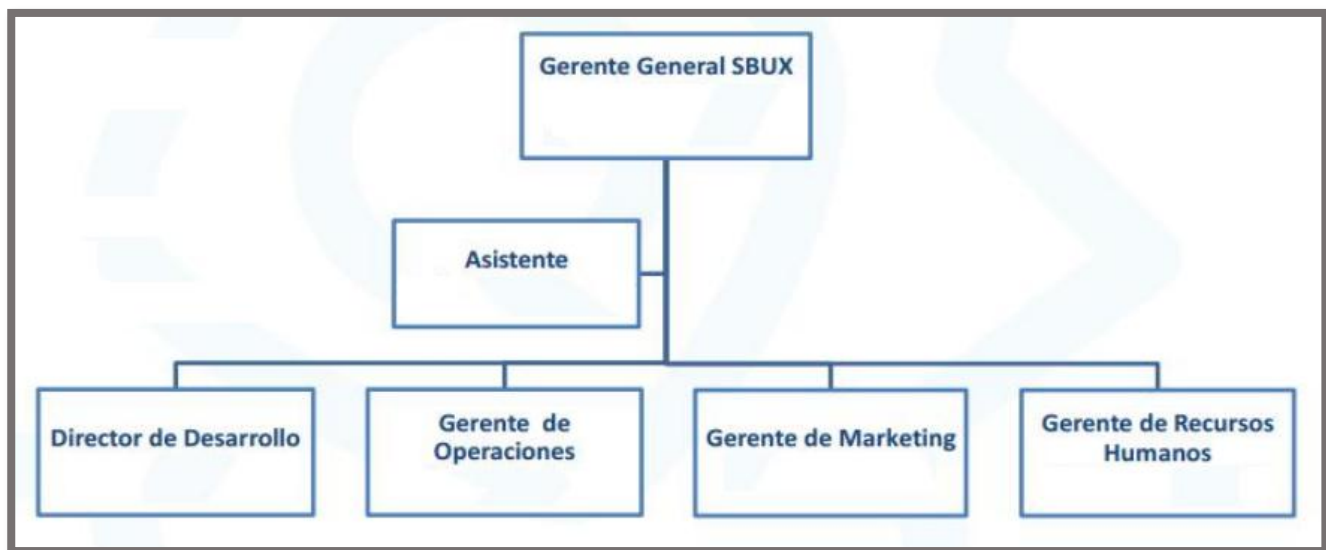 Gerente General SBUX
Asistente
Director de Desarrollo
Gerente de
Operaciones
Gerente de Marketing
Gerente de Recursos
Humanos